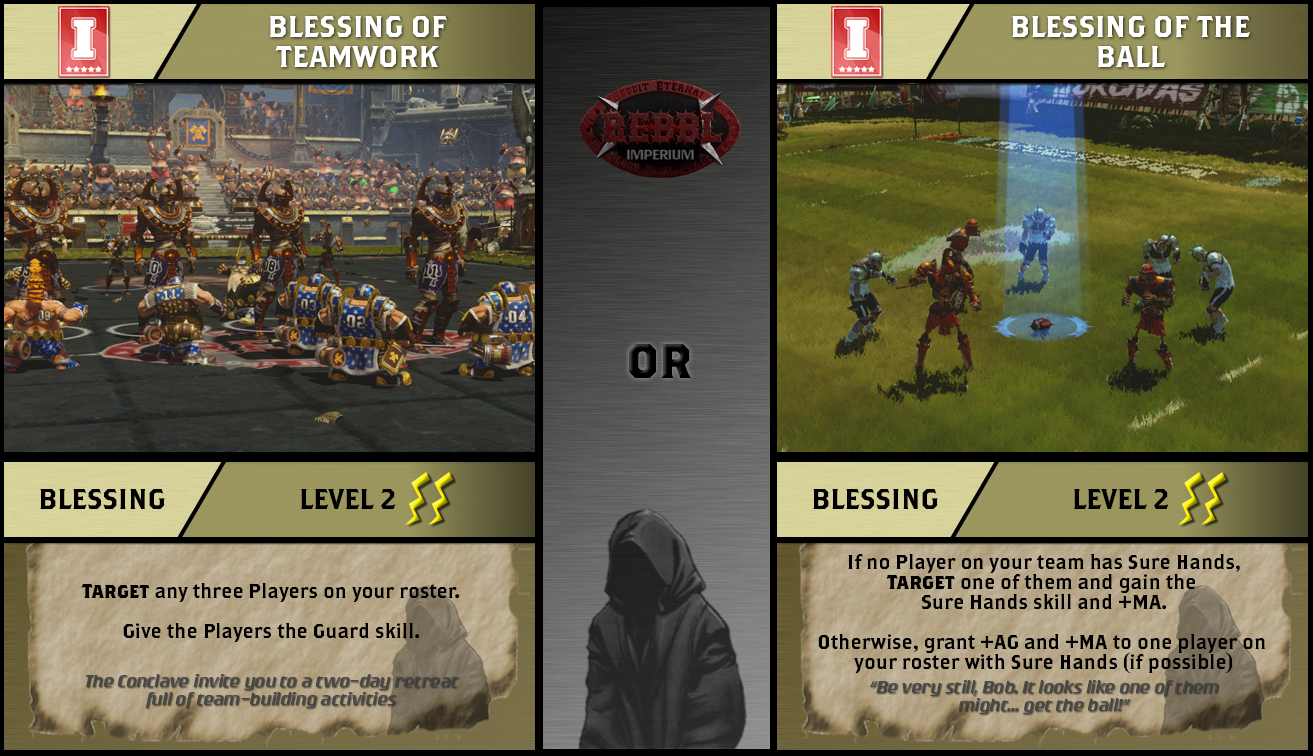 BLESSING OF
TEAMWORK
BLESSING
LEVEL 2
TARGET any three Players on your roster.
Give the Players the Guard skill.
The Conclave invite you to a two-day retreat
full of team-building activities
REBBL
IMPERIUM
OR
BLESSING OF THE
BALL
BLESSING
LEVEL 2
If no Player on your team has Sure Hands,
TARGET one of them and gain the
Sure Hands skill and +MA.
Otherwise, grant +AG and +MA to one player on
your roster with Sure Hands (if possible)
"Be very still, Bob. It looks like one of them
might... get the ball!"